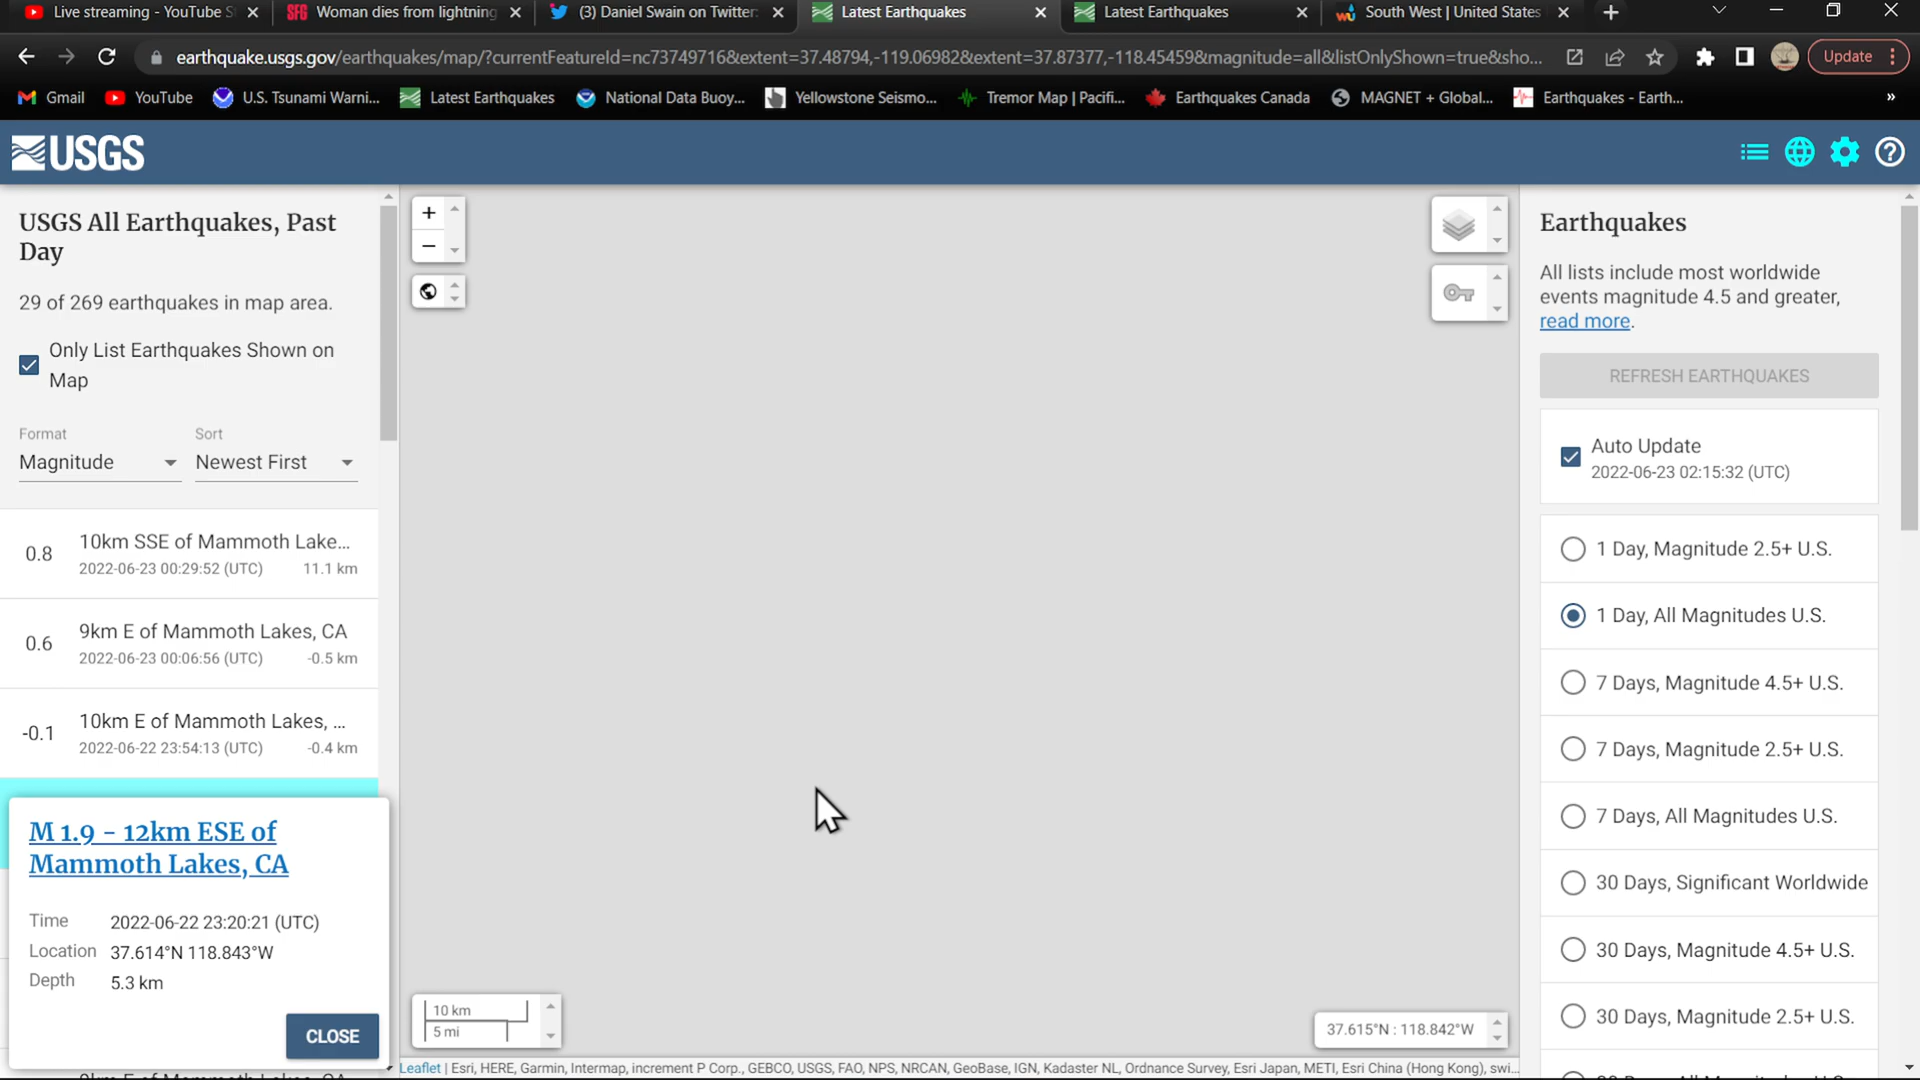 Live streaming - YouTube S
Woman dies from lightning
(3) Daniel Swain on Twitter:
Latest Earthquakes
Latest Earthquakes
South West | United States
earthquake.usgs.gov/earthquakes/map/?currentFeatureId=nc73749716&extent=37.48794,-119.06982&extent=37.87377,-118.45459&magnitude=all&listOnlyShown=true&sho...
Update
Gmail
YouTube
U.S. Tsunami Warni...
Latest Earthquakes
National Data Buoy...
Yellowstone Seismo...
Tremor Map | Pacifi...
Earthquakes Canada
MAGNET + Global...
Earthquakes - Earth...
»
USGS
USGS All Earthquakes, Past
Day
29 of 269 earthquakes in map area.
Only List Earthquakes Shown on
Map
Format
Sort
Magnitude
Newest First
0.8
10km SSE of Mammoth Lake...
2022-06-23 00:29:52 (UTC)
11.1 km
0.6
9km E of Mammoth Lakes, CA
2022-06-23 00:06:56 (UTC)
-0.5 km
-0.1
10km E of Mammoth Lakes, ...
2022-06-22 23:54:13 (UTC)
-0.4 km
M 1.9 - 12km ESE of
Mammoth Lakes, CA
Time
2022-06-22 23:20:21 (UTC)
Location
37.614°N 118.843°W
Depth
5.3 km
CLOSE
+
−
10 km
5 mi
37.615°N : 118.842°W
Leaflet | Esri, HERE, Garmin, Intermap, increment P Corp., GEBCO, USGS, FAO, NPS, NRCAN, GeoBase, IGN, Kadaster NL, Ordnance Survey, Esri Japan, METI, Esri China (Hong Kong), swi...
Earthquakes
All lists include most worldwide
events magnitude 4.5 and greater,
read more.
REFRESH EARTHQUAKES
Auto Update
2022-06-23 02:15:32 (UTC)
1 Day, Magnitude 2.5+ U.S.
1 Day, All Magnitudes U.S.
7 Days, Magnitude 4.5+ U.S.
7 Days, Magnitude 2.5+ U.S.
7 Days, All Magnitudes U.S.
30 Days, Significant Worldwide
30 Days, Magnitude 4.5+ U.S.
30 Days, Magnitude 2.5+ U.S.